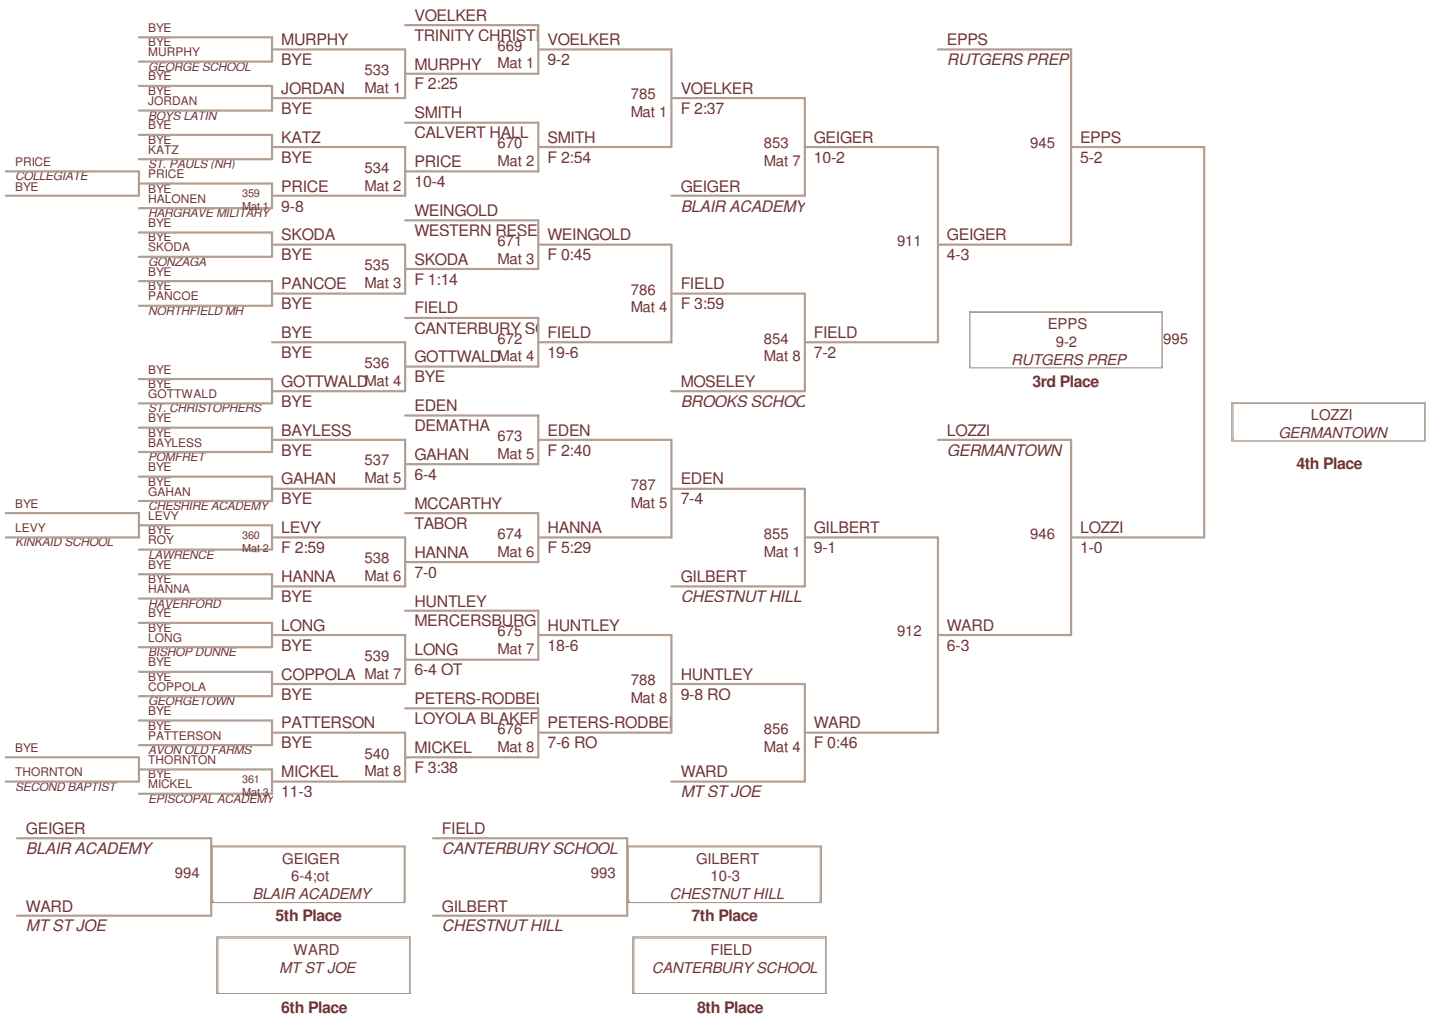 BYE
BYE
MURPHY
GEORGE SCHOOL
BYE
BYE
JORDAN
BOYS LATIN
BYE
BYE
KATZ
ST. PAULS (NH)
PRICE
COLLEGIATE
BYE
PRICE
BYE
HALONEN
HARGRAVE MILITARY
359
Mat 1
BYE
BYE
SKODA
GONZAGA
BYE
BYE
PANCOE
NORTHFIELD MH
BYE
BYE
GOTTWALD
ST. CHRISTOPHERS
BYE
BYE
BAYLESS
POMFRET
BYE
BYE
GAHAN
CHESHIRE ACADEMY
BYE
LEVY
KINKAID SCHOOL
LEVY
BYE
ROY
LAWRENCE
360
Mat 2
BYE
BYE
HANNA
HAVERFORD
BYE
BYE
LONG
BISHOP DUNNE
BYE
BYE
COPPOLA
GEORGETOWN
BYE
BYE
PATTERSON
AVON OLD FARMS
BYE
THORNTON
SECOND BAPTIST
THORNTON
BYE
MICKEL
EPISCOPAL ACADEMY
361
Mat 3
MURPHY
BYE
533
Mat 1
JORDAN
BYE
KATZ
BYE
534
Mat 2
PRICE
9-8
SKODA
BYE
535
Mat 3
PANCOE
BYE
BYE
BYE
536
Mat 4
GOTTWALD
BYE
BAYLESS
BYE
537
Mat 5
GAHAN
BYE
LEVY
F 2:59
538
Mat 6
HANNA
BYE
LONG
BYE
539
Mat 7
COPPOLA
BYE
PATTERSON
BYE
540
Mat 8
MICKEL
11-3
VOELKER
TRINITY CHRIST
669
Mat 1
MURPHY
F 2:25
SMITH
CALVERT HALL
670
Mat 2
PRICE
10-4
WEINGOLD
WESTERN RESE
671
Mat 3
SKODA
F 1:14
FIELD
CANTERBURY S
672
Mat 4
GOTTWALD
BYE
EDEN
DEMATHA
673
Mat 5
GAHAN
6-4
MCCARTHY
TABOR
674
Mat 6
HANNA
7-0
HUNTLEY
MERCERSBURG
675
Mat 7
LONG
6-4 OT
PETERS-RODBEL
LOYOLA BLAKEF
676
Mat 8
MICKEL
F 3:38
VOELKER
9-2
785
Mat 1
SMITH
F 2:54
WEINGOLD
F 0:45
786
Mat 4
FIELD
19-6
EDEN
F 2:40
787
Mat 5
HANNA
F 5:29
HUNTLEY
18-6
788
Mat 8
PETERS-RODBE
7-6 RO
VOELKER
F 2:37
853
Mat 7
GEIGER
BLAIR ACADEMY
FIELD
F 3:59
854
Mat 8
MOSELEY
BROOKS SCHOO
EDEN
7-4
855
Mat 1
GILBERT
CHESTNUT HILL
HUNTLEY
9-8 RO
856
Mat 4
WARD
MT ST JOE
GEIGER
10-2
911
FIELD
7-2
GILBERT
9-1
912
WARD
F 0:46
EPPS
RUTGERS PREP
945
GEIGER
4-3
LOZZI
GERMANTOWN
946
WARD
6-3
EPPS
5-2
995
LOZZI
1-0
EPPS
9-2
RUTGERS PREP
3rd Place
LOZZI
GERMANTOWN
4th Place
GEIGER
BLAIR ACADEMY
994
WARD
MT ST JOE
GEIGER
6-4;ot
BLAIR ACADEMY
5th Place
WARD
MT ST JOE
6th Place
FIELD
CANTERBURY SCHOOL
993
GILBERT
CHESTNUT HILL
GILBERT
10-3
CHESTNUT HILL
7th Place
FIELD
CANTERBURY SCHOOL
8th Place